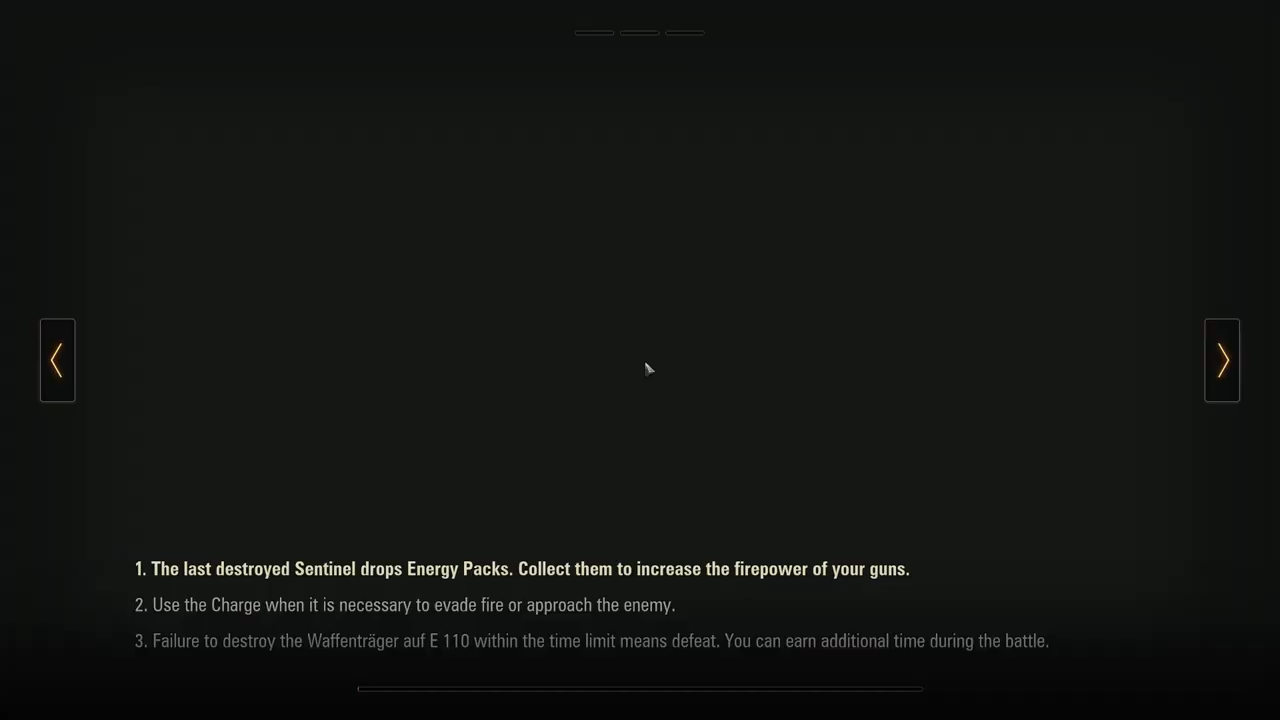 1. The last destroyed Sentinel drops Energy Packs. Collect them to increase the firepower of your guns.
2. Use the Charge when it is necessary to evade fire or approach the enemy.
3. Failure to destroy the Waffenträger auf E 110 within the time limit means defeat. You can earn additional time during the battle.